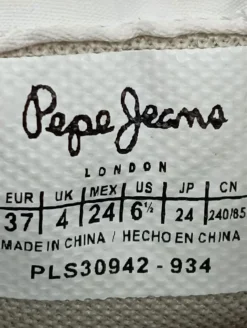 Pepe Jeans
LONDON
EUR UK MEX US JP CN
37 4 24 6½ 24 240/85
MADE IN CHINA / HECHO EN CHINA
PLS30942 - 934